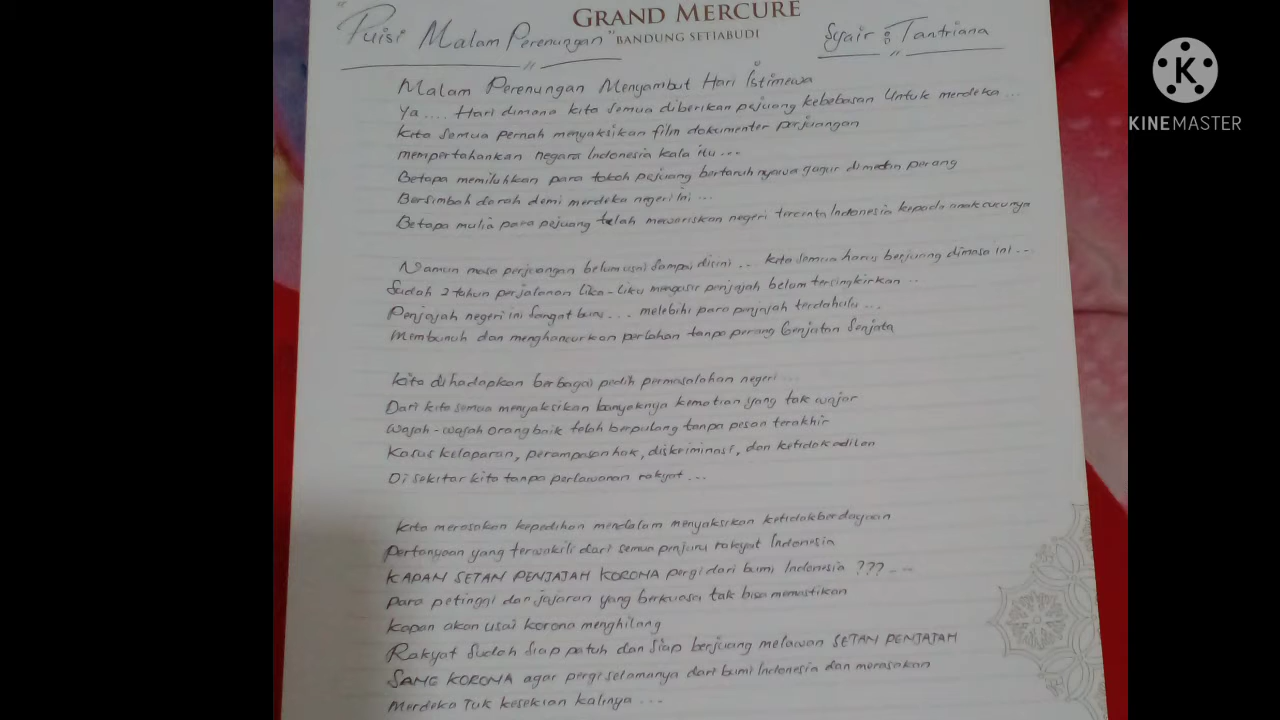 GRAND MERCURE
BANDUNG SETIABUDI
"Puisi Malam Perenungan"
Syair : Tantriana
KINEMASTER
Malam Perenungan Menyambut Hari Istimewa
Ya.... Hari dimana kita semua diberikan pejuang kebebasan Untuk merdeka...
Kita semua pernah menyaksikan film dokumenter perjuangan
mempertahankan negara Indonesia kala itu...
Betapa memiluhkan para tokoh pejuang bertaruh nyawa gugur di medan perang
Bersimbah darah demi merdeka negeri ini...
Betapa mulia para pejuang telah mewariskan negeri tercinta Indonesia kepada anak cucunya
Namun masa perjuangan belum usai sampai disini... kita semua harus berjuang dimasa ini...
Sudah 2 tahun perjalanan lika-liku mengusir penjajah belum tersingkirkan..
Penjajah negeri ini sangat buas... melebihi para penjajah terdahulu...
Membunuh dan menghancurkan perlahan tanpa perang Genjatan Senjata
Kita dihadapkan berbagai pedih permasalahan negeri...
Dari kita semua menyaksikan banyaknya kematian yang tak wajar
Wajah-wajah orang baik telah berpulang tanpa pesan terakhir
Kasus kelaparan, perampasan hak, diskriminasi, dan ketidakadilan
Di sekitar kita tanpa perlawanan rakyat...
Kita merasakan kepedihan mendalam menyaksikan ketidakberdayaan
Pertanyaan yang terwakili dari semua penjuru rakyat Indonesia
KAPAN SETAN PENJAJAH KORONA pergi dari bumi Indonesia ???...
Para petinggi dan jajaran yang berkuasa tak bisa memastikan
Kapan akan usai korona menghilang
Rakyat sudah siap patuh dan siap berjuang melawan SETAN PENJAJAH
SANG KORONA agar pergi selamanya dari bumi Indonesia dan merasakan
Merdeka Tuk kesekian kalinya...